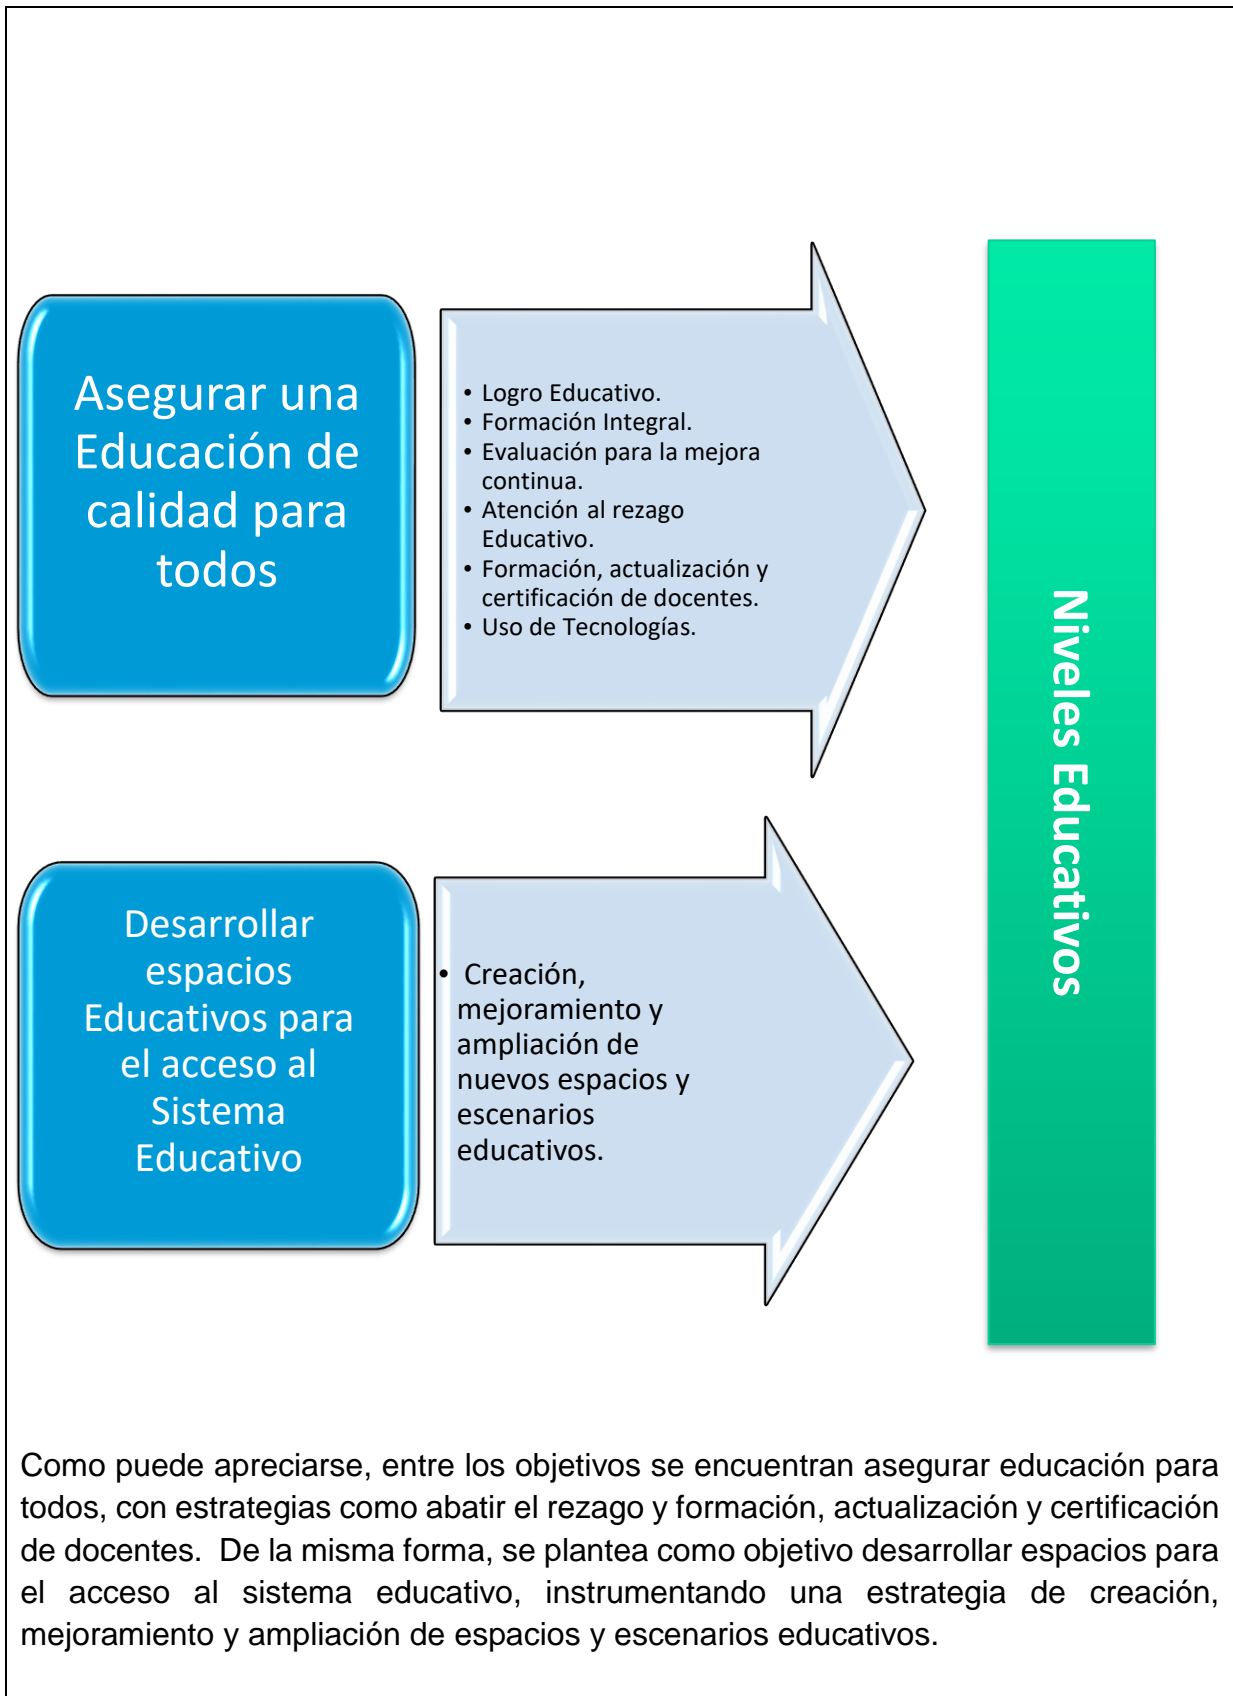 Asegurar una
Educación de
calidad para
todos
• Logro Educativo.
• Formación Integral.
• Evaluación para la mejora
continua.
• Atención al rezago
Educativo.
• Formación, actualización y
certificación de docentes.
• Uso de Tecnologías.
Desarrollar
espacios
Educativos para
el acceso al
Sistema
Educativo
• Creación,
mejoramiento y
ampliación de
nuevos espacios y
escenarios
educativos.
Niveles Educativos
Como puede apreciarse, entre los objetivos se encuentran asegurar educación para
todos, con estrategias como abatir el rezago y formación, actualización y certificación
de docentes. De la misma forma, se plantea como objetivo desarrollar espacios para
el acceso al sistema educativo, instrumentando una estrategia de creación,
mejoramiento y ampliación de espacios y escenarios educativos.